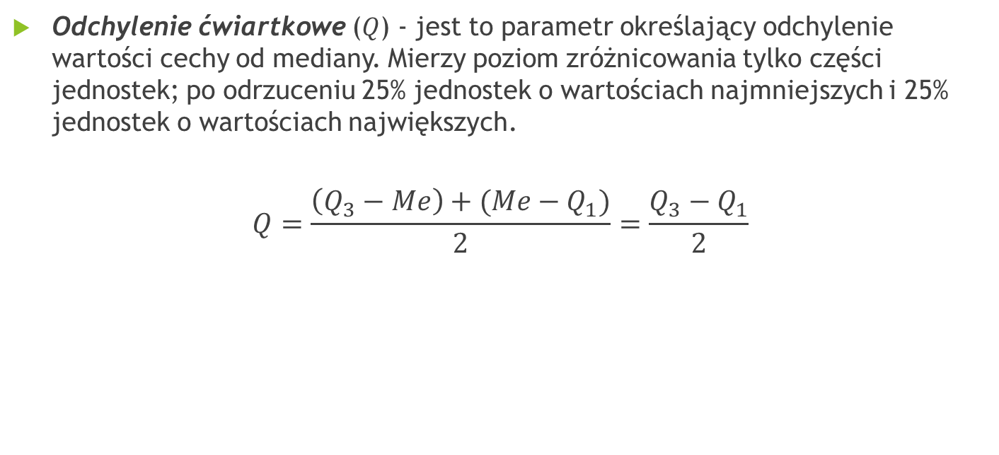 Odchylenie ćwiartkowe (Q) - jest to parametr określający odchylenie
wartości cechy od mediany. Mierzy poziom zróżnicowania tylko części
jednostek; po odrzuceniu 25% jednostek o wartościach najmniejszych i 25%
jednostek o wartościach największych.
Q = \frac{(Q_3 − Me) + (Me − Q_1)}{2} = \frac{Q_3 − Q_1}{2}